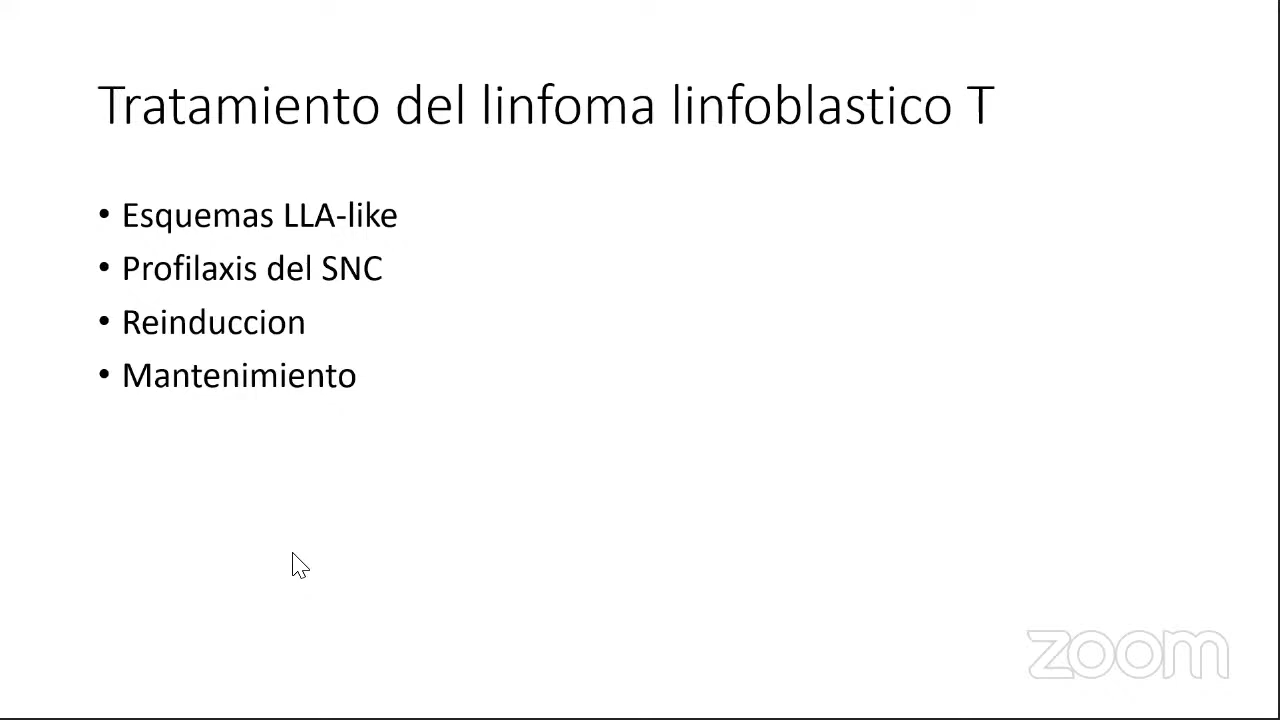 Tratamiento del linfoma linfoblastico T
• Esquemas LLA-like
• Profilaxis del SNC
• Reinduccion
• Mantenimiento
zoom